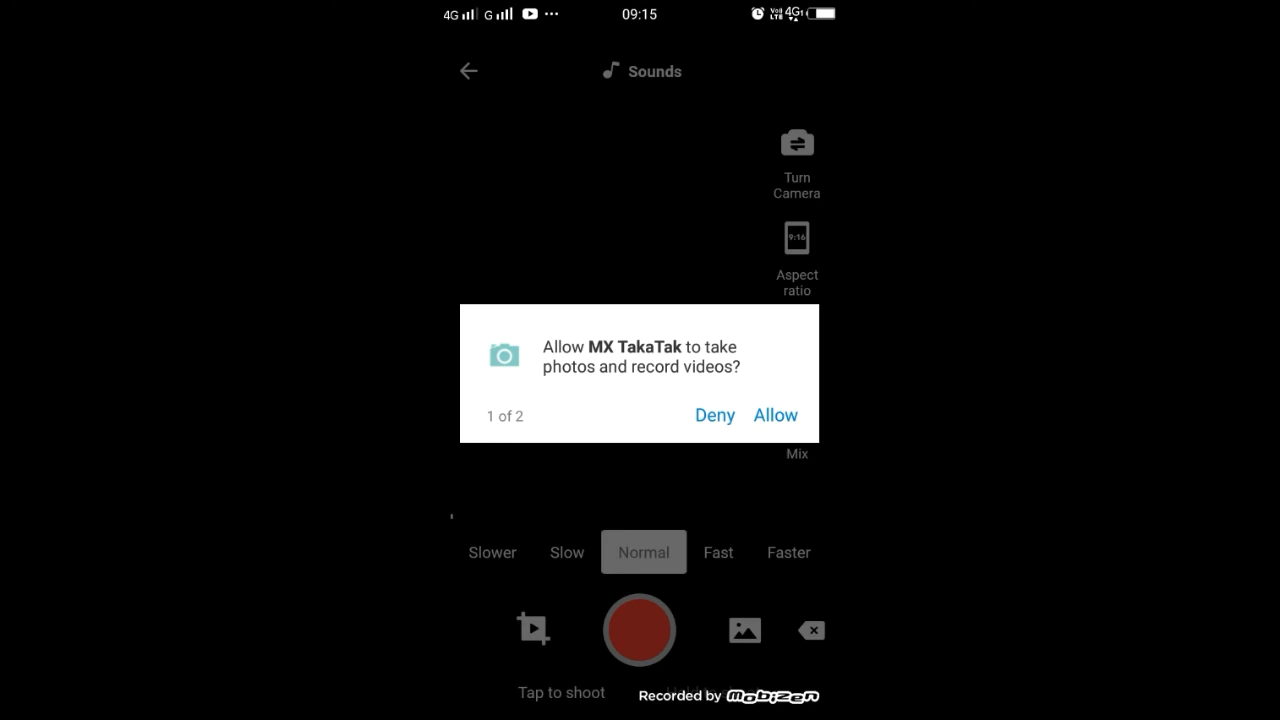 4G G 09:15 4G
Sounds
Turn
Camera
9:16
Aspect
ratio
Allow MX TakaTak to take
photos and record videos?
1 of 2 Deny Allow
Mix
Slower Slow Normal Fast Faster
Tap to shoot
Recorded by Mobizen